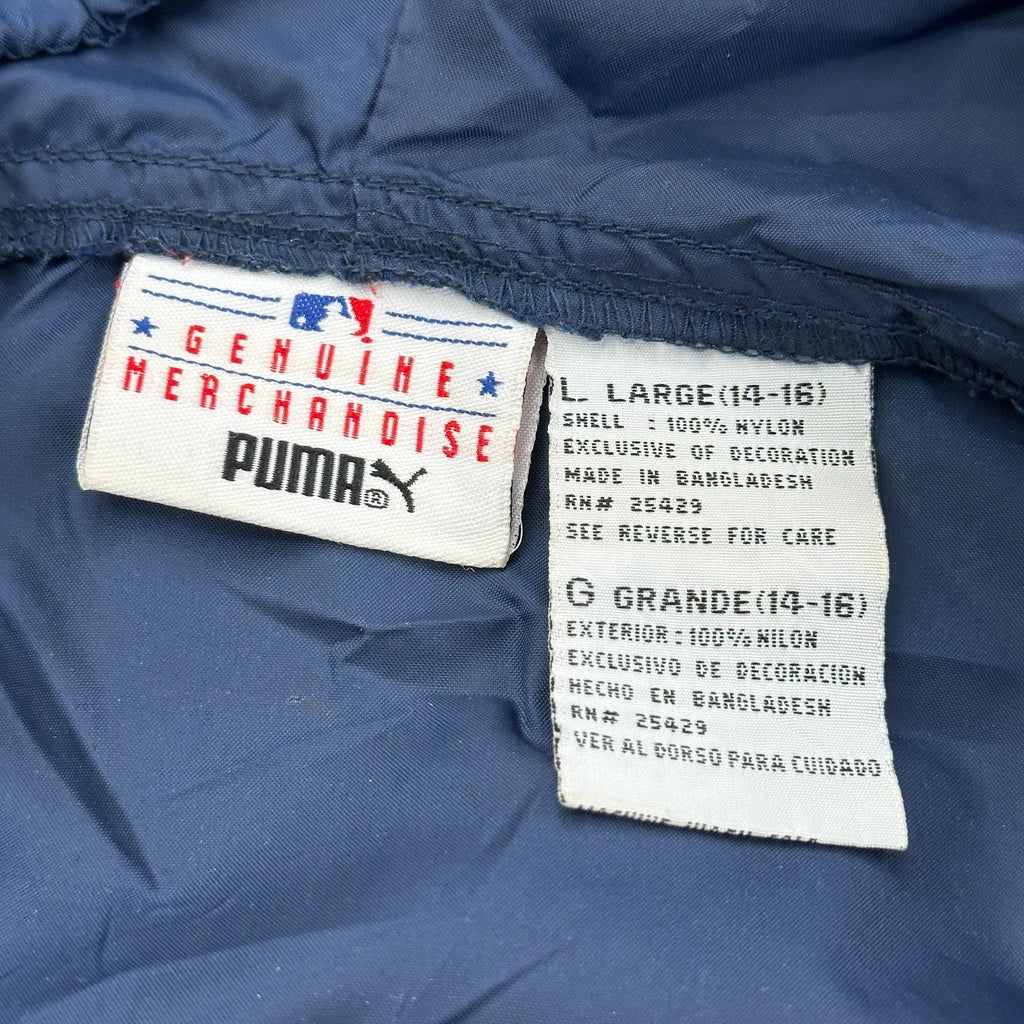 GENUINE
MERCHANDISE
PUMA®
L LARGE(14-16)
SHELL : 100% NYLON
EXCLUSIVE OF DECORATION
MADE IN BANGLADESH
RN# 25429
SEE REVERSE FOR CARE
G GRANDE(14-16)
EXTERIOR : 100% NILON
EXCLUSIVO DE DECORACION
HECHO EN BANGLADESH
RN# 25429
VER AL DORSO PARA CUIDADO